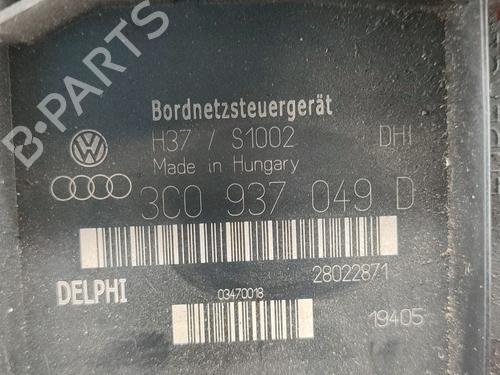 B-PARTS
Bordnetzsteuergerät
H37 / S1002 DHI
Made in Hungary
3C0 937 049 D
28022871
DELPHI
03470018
19405